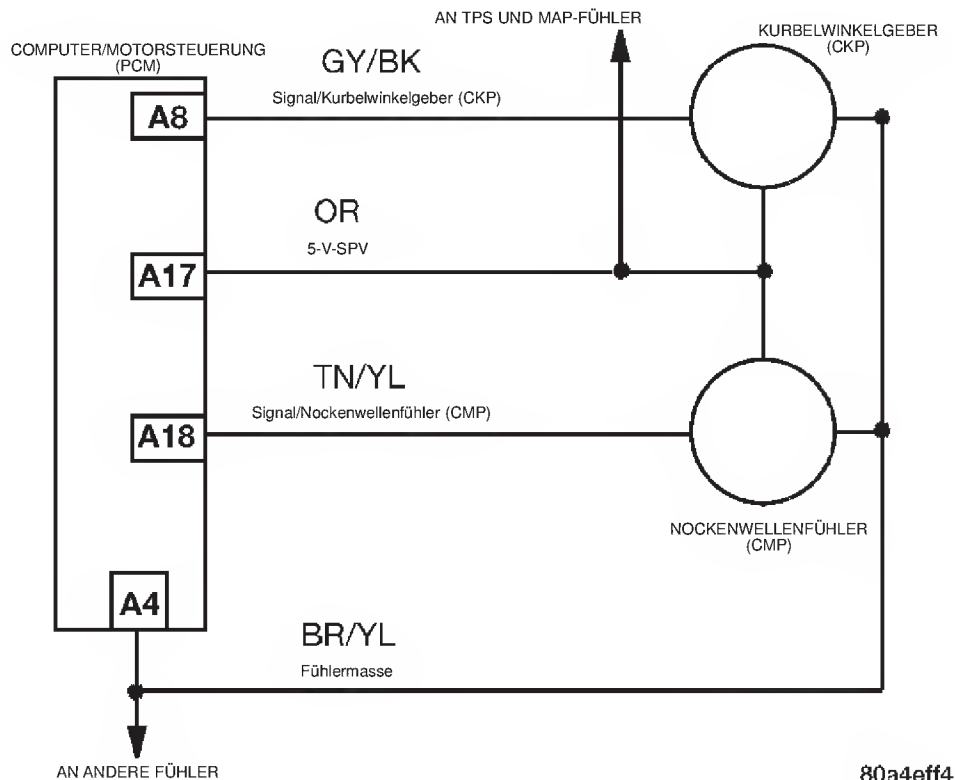 AN TPS UND MAP-FÜHLER
KURBELWINKELGEBER
(CKP)
COMPUTER/MOTORSTEUERUNG
(PCM)
GY/BK
Signal/Kurbelwinkelgeber (CKP)
A8
OR
5-V-SPV
A17
TN/YL
Signal/Nockenwellenfühler (CMP)
A18
NOCKENWELLENFÜHLER
(CMP)
A4
BR/YL
Fühlermasse
AN ANDERE FÜHLER
80a4eff4